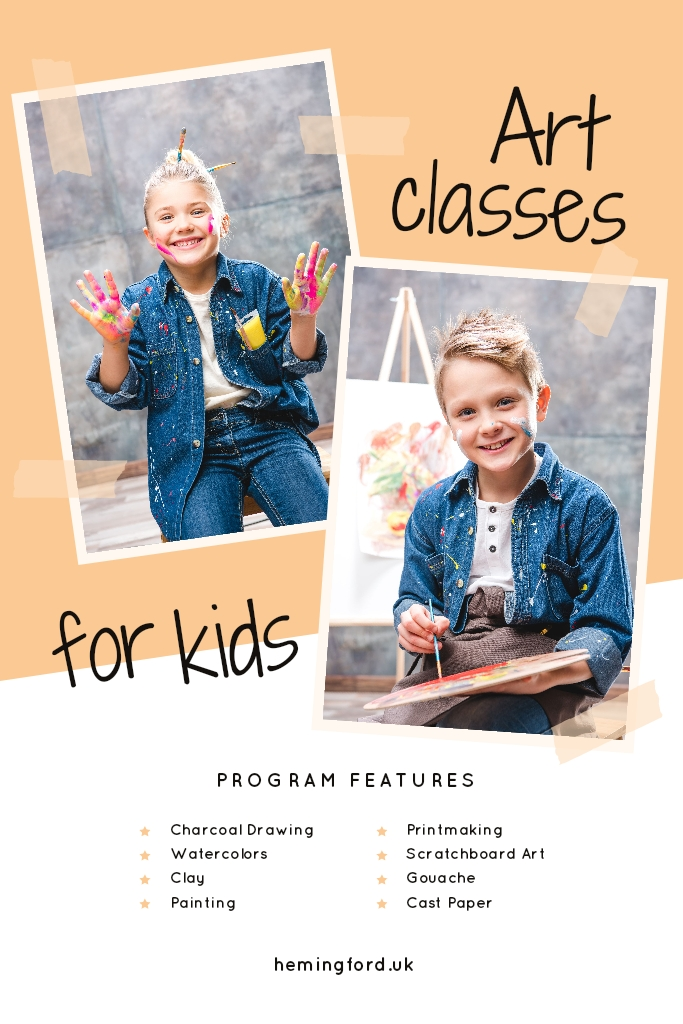 Art
classes
for kids
PROGRAM FEATURES
Charcoal Drawing
Watercolors
Clay
Painting
Printmaking
Scratchboard Art
Gouache
Cast Paper
hemingford.uk